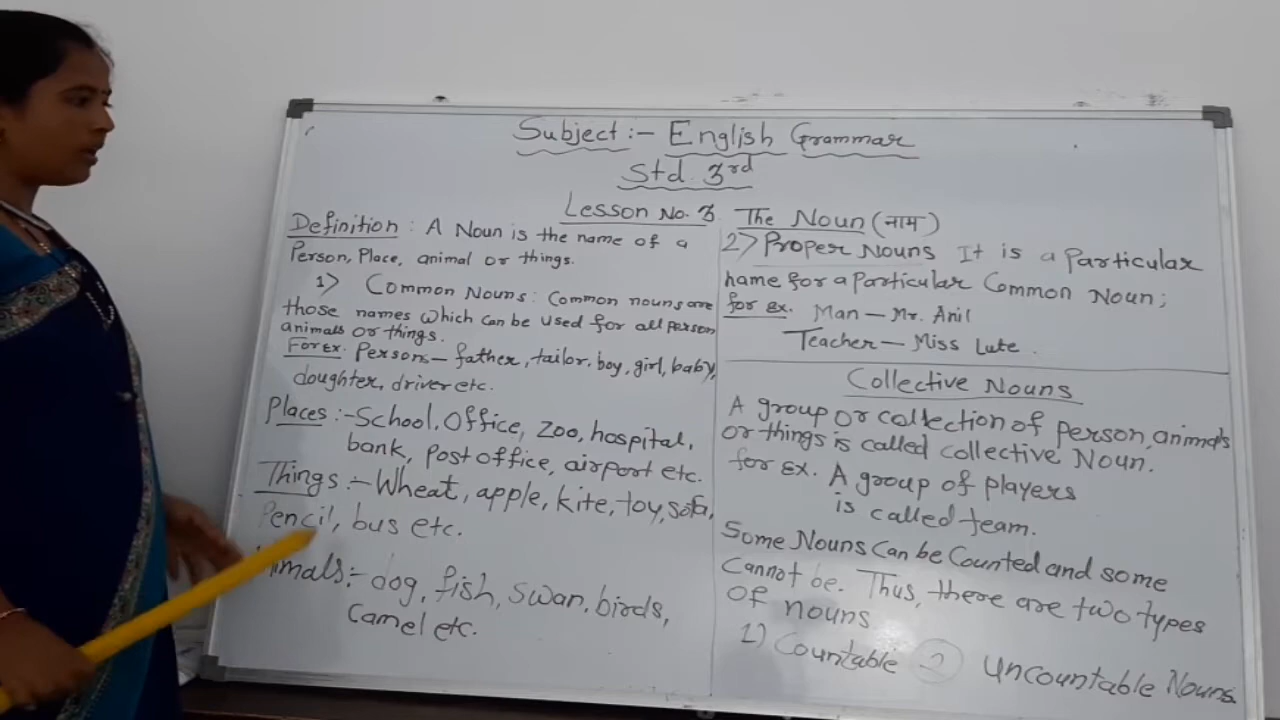 Subject :- English Grammar
Std. 3rd
Lesson No. 3 The Noun (नाम)
Definition : A Noun is the name of a
Person, Place, animal or things.
1) Common Nouns : Common nouns are
those names which can be used for all person
animals or things.
For Ex. Persons - father, tailor, boy, girl, baby,
doughter, driver etc.
Places :- School, Office, Zoo, hospital,
bank, Post office, airport etc.
Things :- Wheat, apple, kite, toy, sofa,
Pencil, bus etc.
Animals :- dog, fish, swan, birds,
Camel etc.
2) Proper Nouns It is a Particular
name for a Particular Common Noun;
for ex. Man - Mr. Anil
Teacher - Miss Lute.
Collective Nouns
A group or collection of person, animals
or things is called collective Noun.
for Ex. A group of players
is called team.
Some Nouns Can be Counted and some
Cannot be. Thus, there are two types
of nouns
1) Countable 2 Uncountable Nouns.